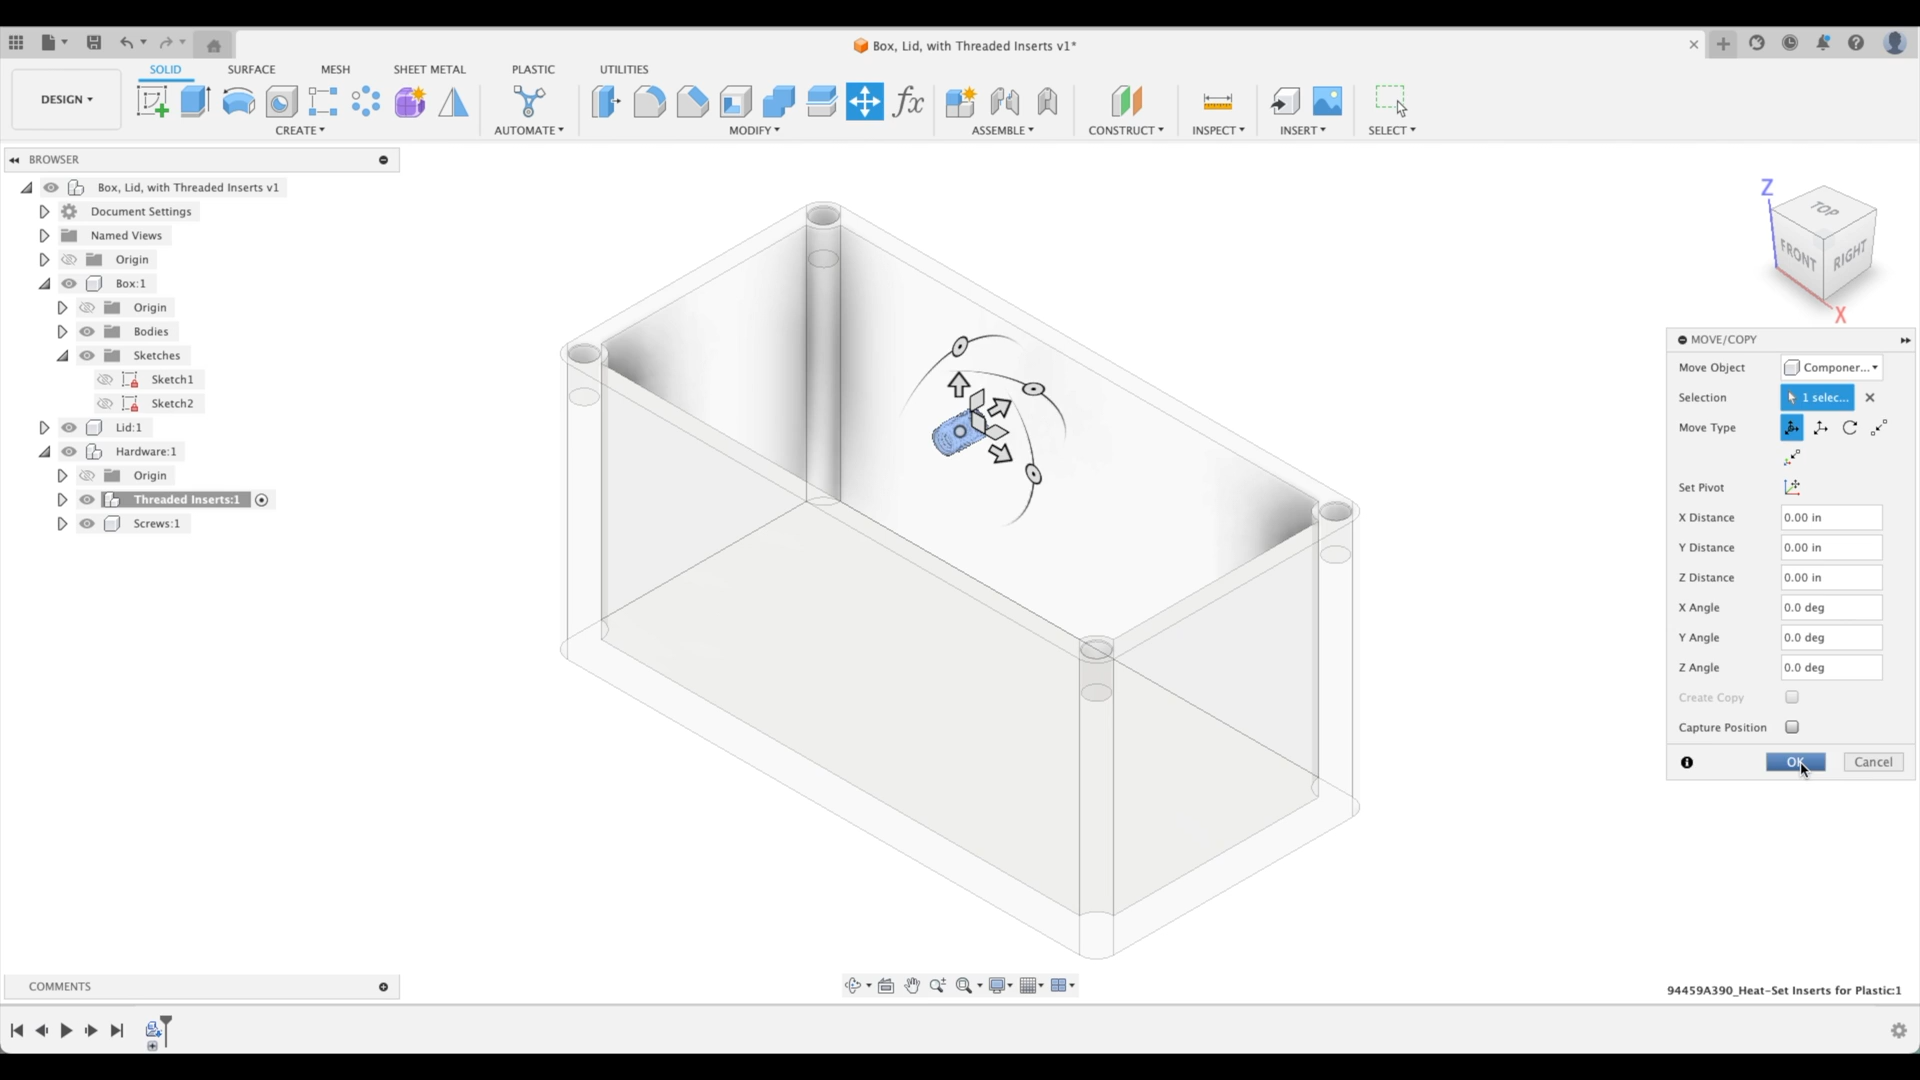 Box, Lid, with Threaded Inserts v1*
DESIGN
SOLID
SURFACE
MESH
SHEET METAL
PLASTIC
UTILITIES
fx
CREATE
AUTOMATE
MODIFY
ASSEMBLE
CONSTRUCT
INSPECT
INSERT
SELECT
BROWSER
Box, Lid, with Threaded Inserts v1
Document Settings
Named Views
Origin
Box:1
Origin
Bodies
Sketches
Sketch1
Sketch2
Lid:1
Hardware:1
Origin
Threaded Inserts:1
Screws:1
Z
TOP
FRONT
RIGHT
X
MOVE/COPY
Move Object Componer...
Selection 1 selec...
Move Type
Set Pivot
X Distance 0.00 in
Y Distance 0.00 in
Z Distance 0.00 in
X Angle 0.0 deg
Y Angle 0.0 deg
Z Angle 0.0 deg
Create Copy
Capture Position
OK Cancel
COMMENTS
94459A390_Heat-Set Inserts for Plastic:1